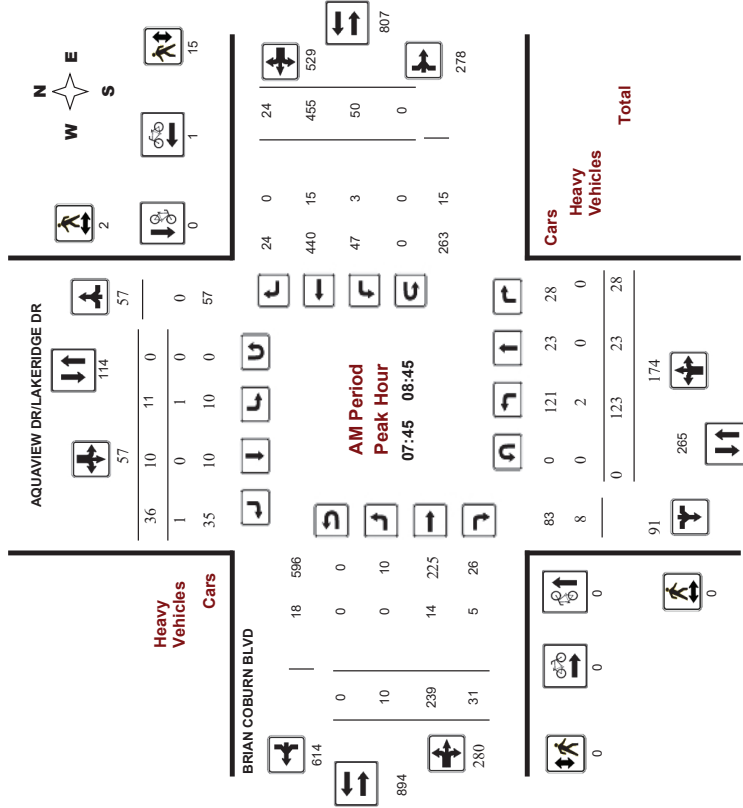 AQUAVIEW DR/LAKERIDGE DR
N
W E
S
2
15
0
1
57
114
57
36 10 11 0
1 0 1 0 0
35 10 10 0 57
Heavy
Vehicles
Cars
BRIAN COBURN BLVD
614
894
280
18 596
0 0 0
10 0 10
239 14 225
31 5 26
AM Period
Peak Hour
07:45 08:45
24 0 24
440 15 455
47 3 50
0 0 0
263 15
529
807
278
Cars
Heavy
Vehicles
Total
83 0 121 23 28
8 0 2 0 0
0 123 23 28
91
174
265
0
0
0
0